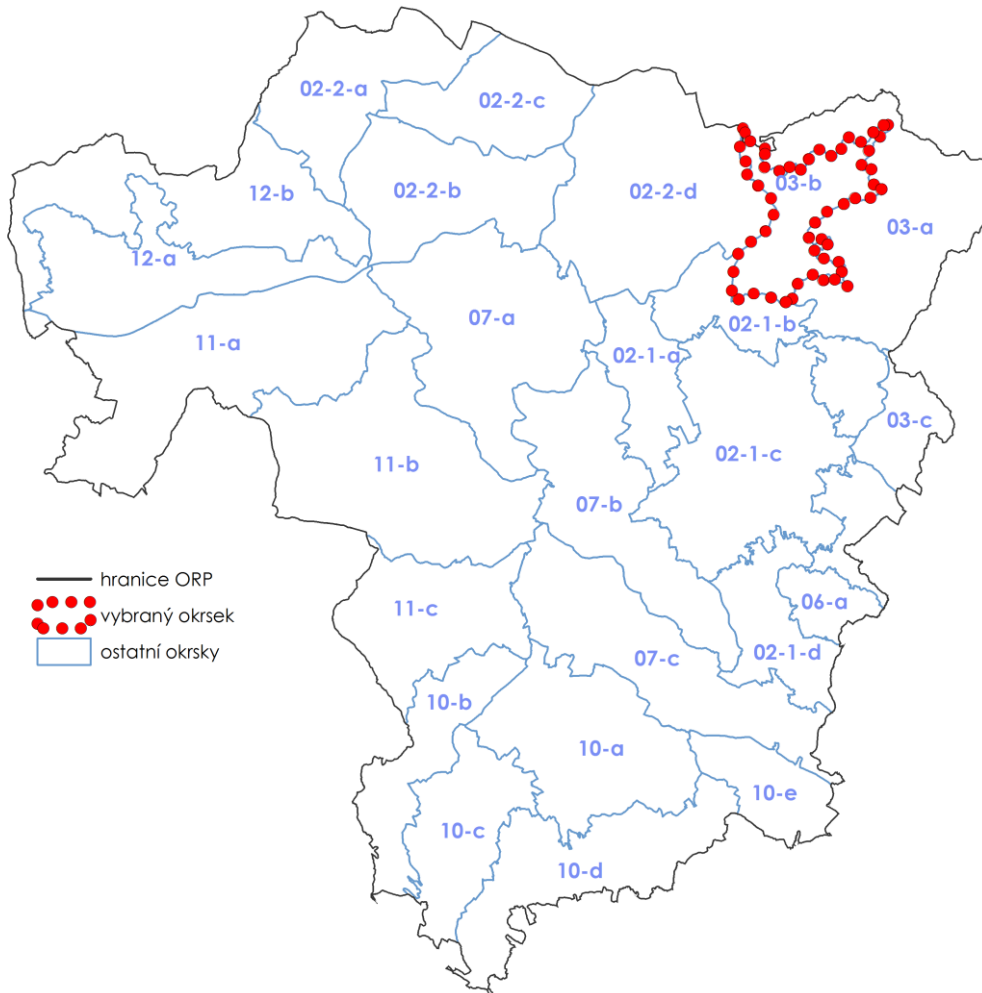 02-2-a
02-2-c
02-2-b
12-b
02-2-d
03-b
03-a
12-a
07-a
02-1-b
11-a
02-1-a
03-c
11-b
02-1-c
07-b
hranice ORP
vybraný okrsek
ostatní okrsky
11-c
06-a
07-c
02-1-d
10-b
10-a
10-e
10-c
10-d